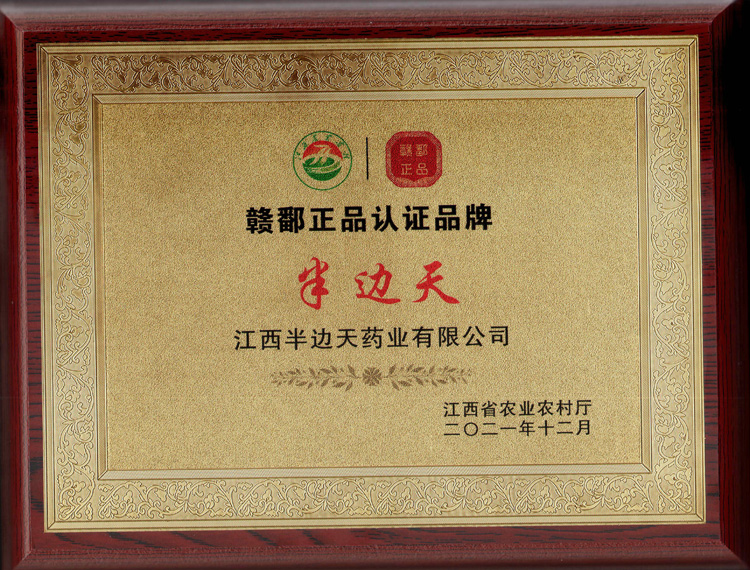 赣鄱
正品
赣鄱正品认证品牌
半边天
江西半边天药业有限公司
江西省农业农村厅
二〇二一年十二月